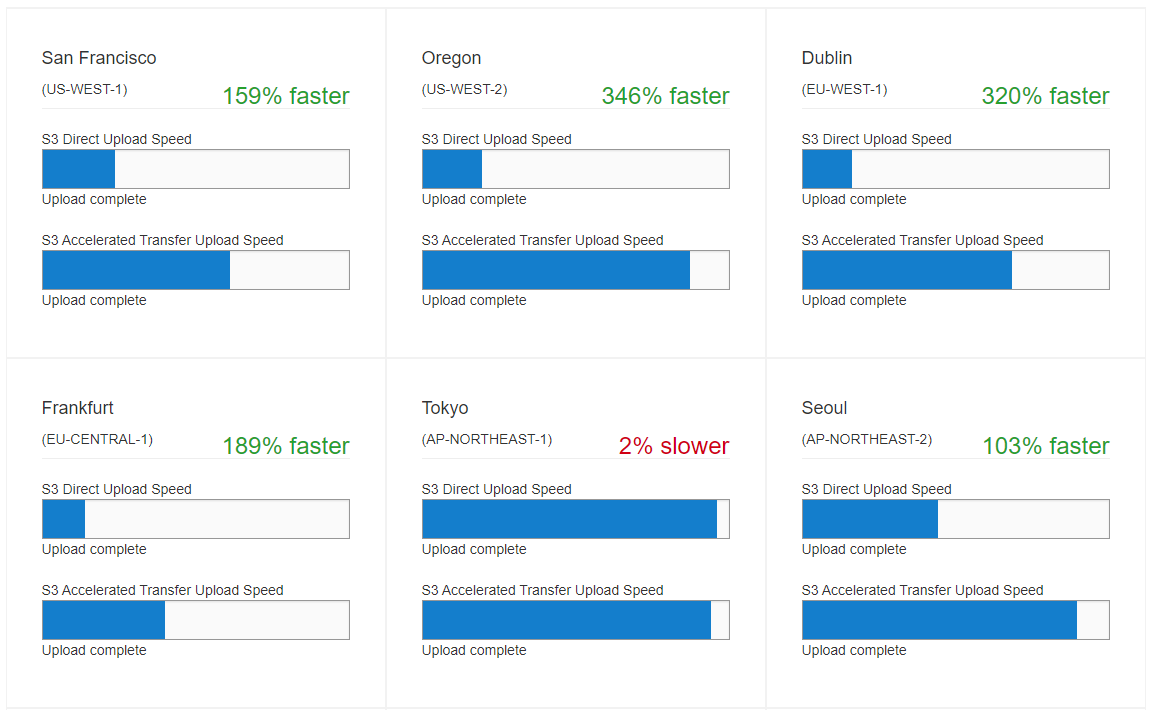 San Francisco
(US-WEST-1)
159% faster
S3 Direct Upload Speed
Upload complete
S3 Accelerated Transfer Upload Speed
Upload complete
Oregon
(US-WEST-2)
346% faster
S3 Direct Upload Speed
Upload complete
S3 Accelerated Transfer Upload Speed
Upload complete
Dublin
(EU-WEST-1)
320% faster
S3 Direct Upload Speed
Upload complete
S3 Accelerated Transfer Upload Speed
Upload complete
Frankfurt
(EU-CENTRAL-1)
189% faster
S3 Direct Upload Speed
Upload complete
S3 Accelerated Transfer Upload Speed
Upload complete
Tokyo
(AP-NORTHEAST-1)
2% slower
S3 Direct Upload Speed
Upload complete
S3 Accelerated Transfer Upload Speed
Upload complete
Seoul
(AP-NORTHEAST-2)
103% faster
S3 Direct Upload Speed
Upload complete
S3 Accelerated Transfer Upload Speed
Upload complete